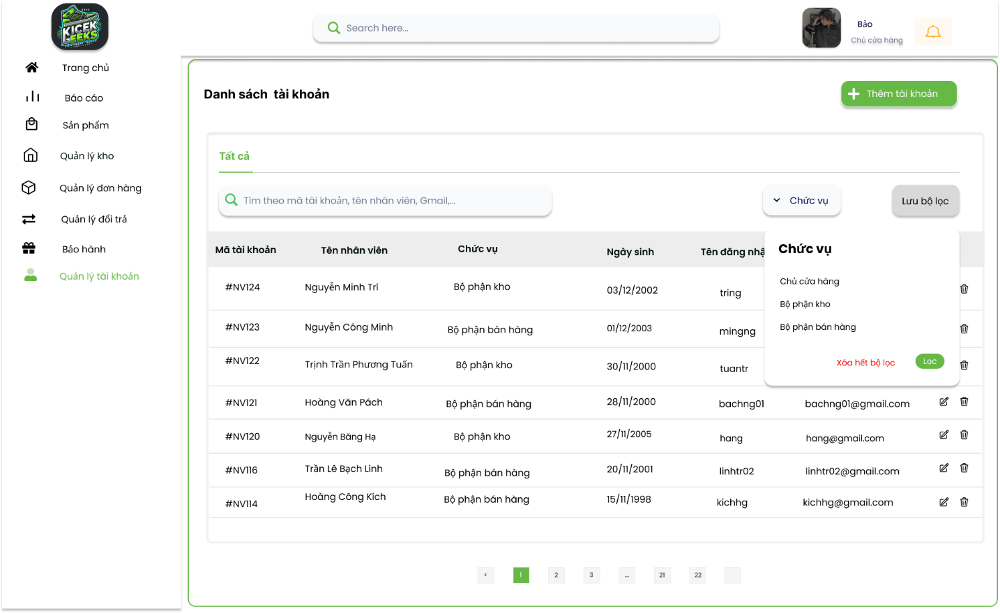 KICEK
GEEKS
Search here...
Bảo
Chủ cửa hàng
Trang chủ
Báo cáo
Sản phẩm
Quản lý kho
Quản lý đơn hàng
Quản lý đổi trả
Bảo hành
Quản lý tài khoản
Danh sách tài khoản
Thêm tài khoản
Tất cả
Tìm theo mã tài khoản, tên nhân viên, Gmail,...
Chức vụ
Lưu bộ lọc
Mã tài khoản Tên nhân viên Chức vụ Ngày sinh Tên đăng nhậ
#NV124 Nguyễn Minh Trí Bộ phận kho 03/12/2002 tring
#NV123 Nguyễn Công Minh Bộ phận bán hàng 01/12/2003 mingng
#NV122 Trịnh Trần Phương Tuấn Bộ phận kho 30/11/2000 tuantr
#NV121 Hoàng Văn Pách Bộ phận bán hàng 28/11/2000 bachng01 bachng01@gmail.com
#NV120 Nguyễn Băng Hạ Bộ phận kho 27/11/2005 hang hang@gmail.com
#NV116 Trần Lê Bạch Linh Bộ phận bán hàng 20/11/2001 linhtr02 linhtr02@gmail.com
#NV114 Hoàng Công Kích Bộ phận bán hàng 15/11/1998 kichhg kichhg@gmail.com
Chức vụ
Chủ cửa hàng
Bộ phận kho
Bộ phận bán hàng
Xóa hết bộ lọc Lọc
< 1 2 3 ... 21 22